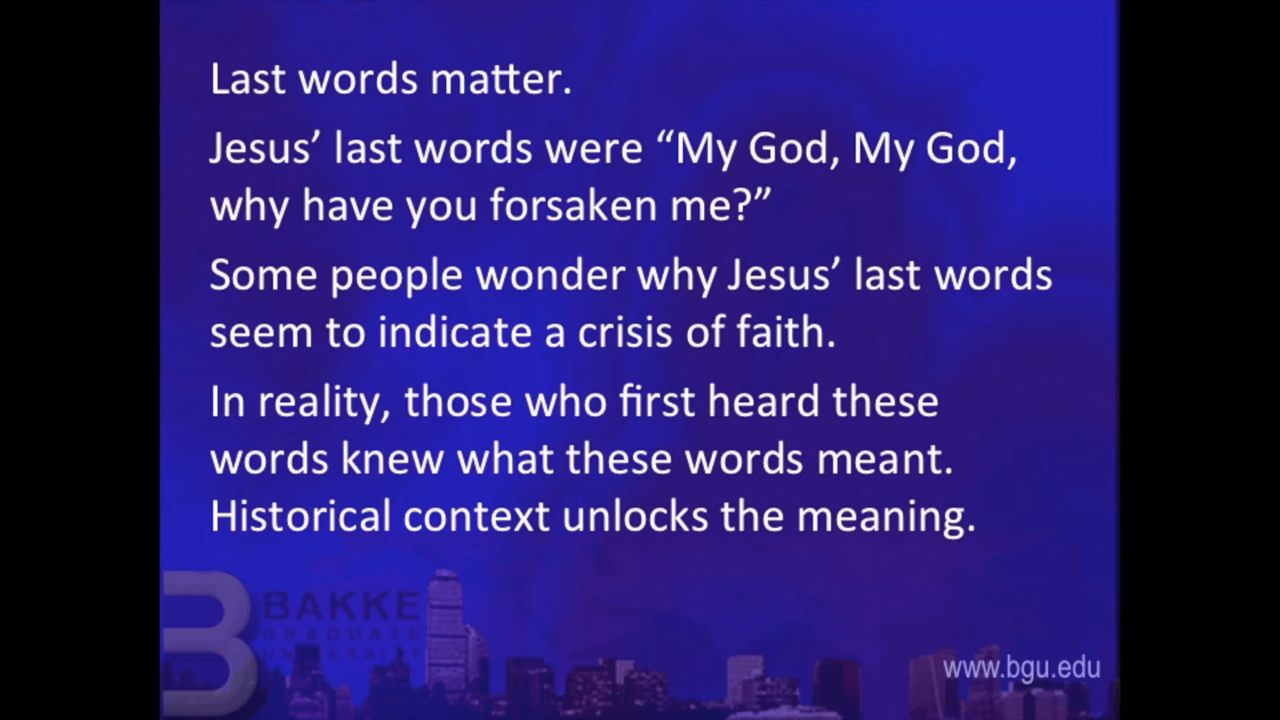 Last words matter.
Jesus’ last words were “My God, My God,
why have you forsaken me?”
Some people wonder why Jesus’ last words
seem to indicate a crisis of faith.
In reality, those who first heard these
words knew what these words meant.
Historical context unlocks the meaning.
B
BAKKE
GRADUATE
UNIVERSITY
www.bgu.edu